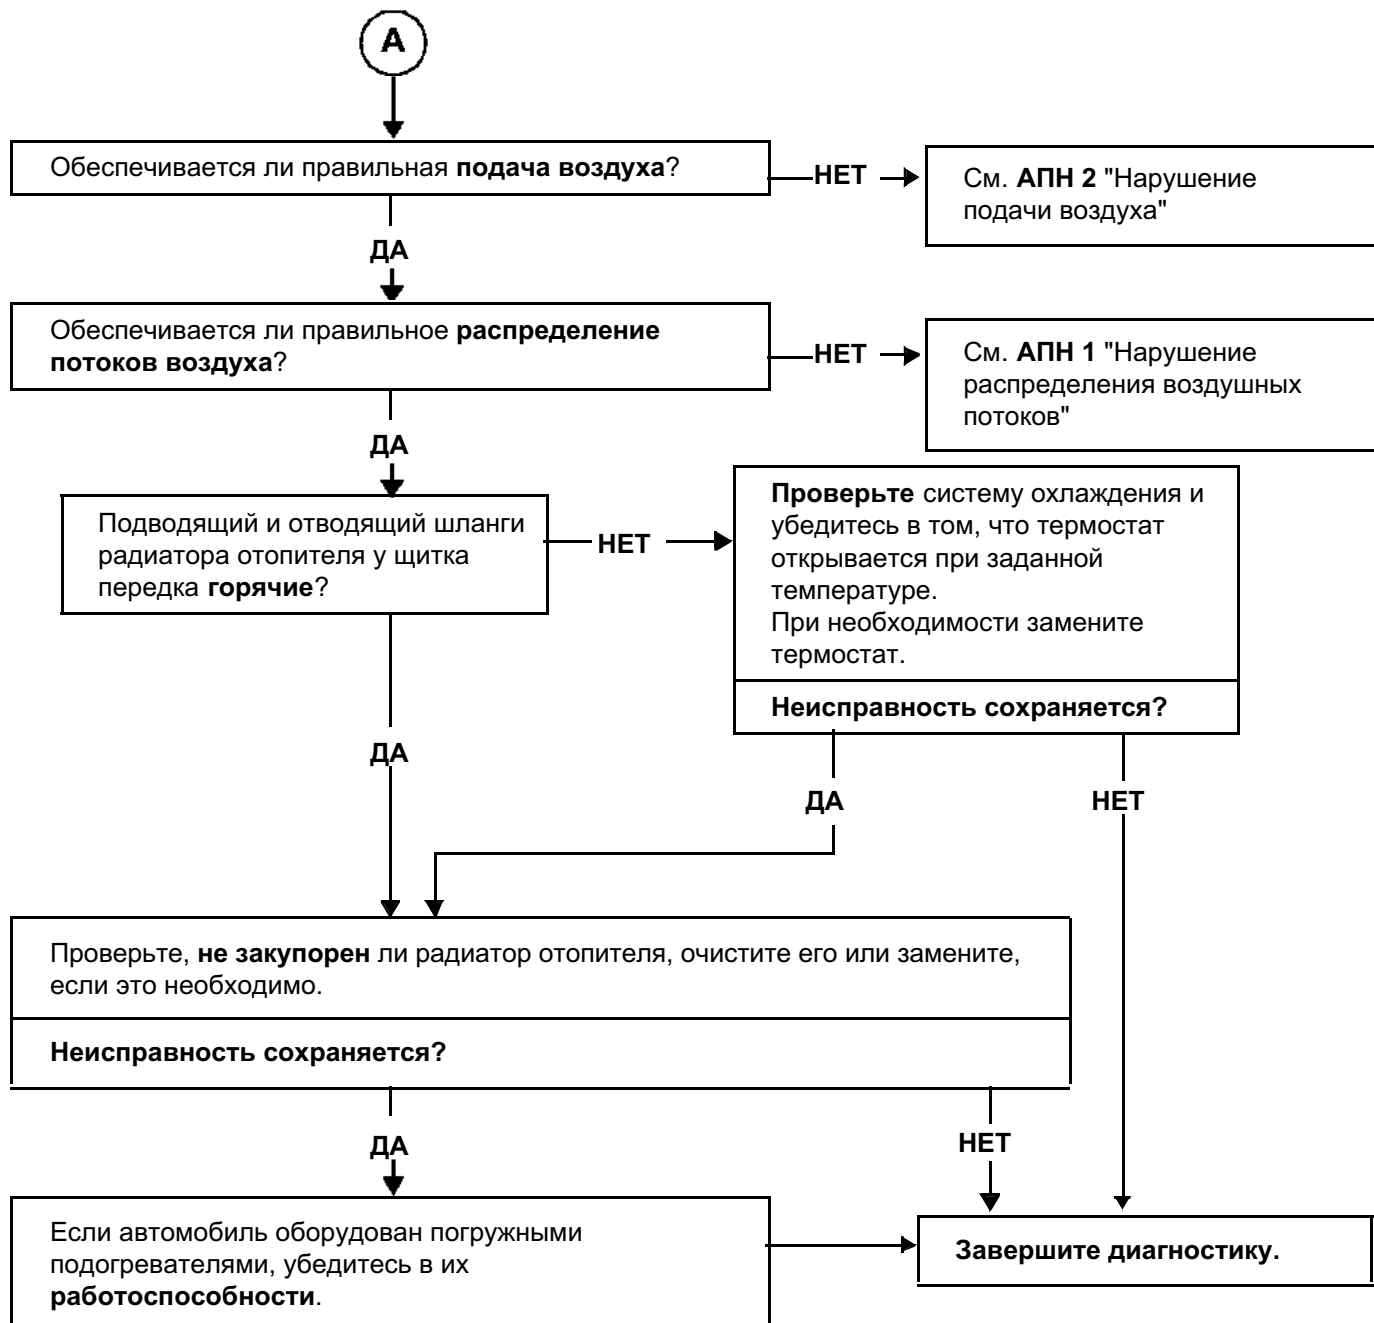 А
Обеспечивается ли правильная подача воздуха?
НЕТ
См. АПН 2 "Нарушение
подачи воздуха"
ДА
Обеспечивается ли правильное распределение
потоков воздуха?
НЕТ
См. АПН 1 "Нарушение
распределения воздушных
потоков"
ДА
Подводящий и отводящий шланги
радиатора отопителя у щитка
передка горячие?
НЕТ
Проверьте систему охлаждения и
убедитесь в том, что термостат
открывается при заданной
температуре.
При необходимости замените
термостат.
Неисправность сохраняется?
ДА
ДА
НЕТ
Проверьте, не закупорен ли радиатор отопителя, очистите его или замените,
если это необходимо.
Неисправность сохраняется?
ДА
НЕТ
Если автомобиль оборудован погружными
подогревателями, убедитесь в их
работоспособности.
Завершите диагностику.